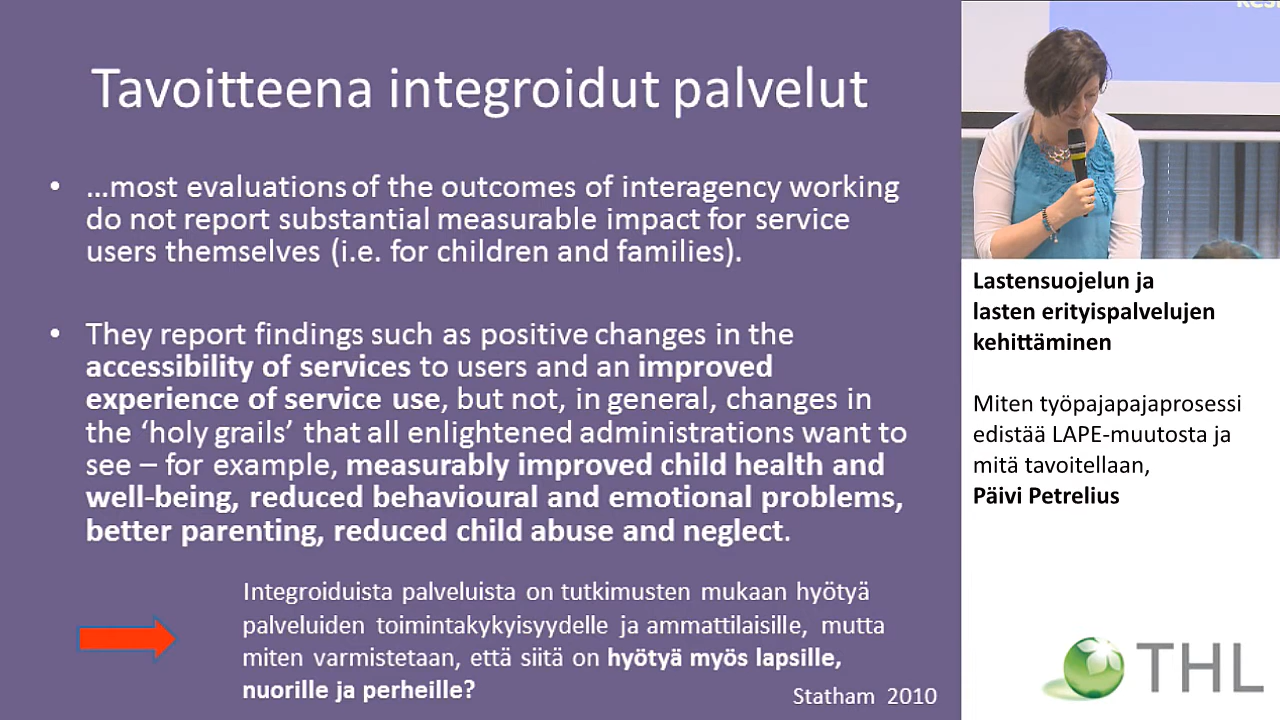 Tavoitteena integroidut palvelut
• …most evaluations of the outcomes of interagency working
do not report substantial measurable impact for service
users themselves (i.e. for children and families).
• They report findings such as positive changes in the
accessibility of services to users and an improved
experience of service use, but not, in general, changes in
the ‘holy grails’ that all enlightened administrations want to
see – for example, measurably improved child health and
well-being, reduced behavioural and emotional problems,
better parenting, reduced child abuse and neglect.
Integroiduista palveluista on tutkimusten mukaan hyötyä
palveluiden toimintakykyisyydelle ja ammattilaisille, mutta
miten varmistetaan, että siitä on hyötyä myös lapsille,
nuorille ja perheille?
Statham 2010
Lastensuojelun ja
lasten erityispalvelujen
kehittäminen
Miten työpajapajaprosessi
edistää LAPE-muutosta ja
mitä tavoitellaan,
Päivi Petrelius
THL